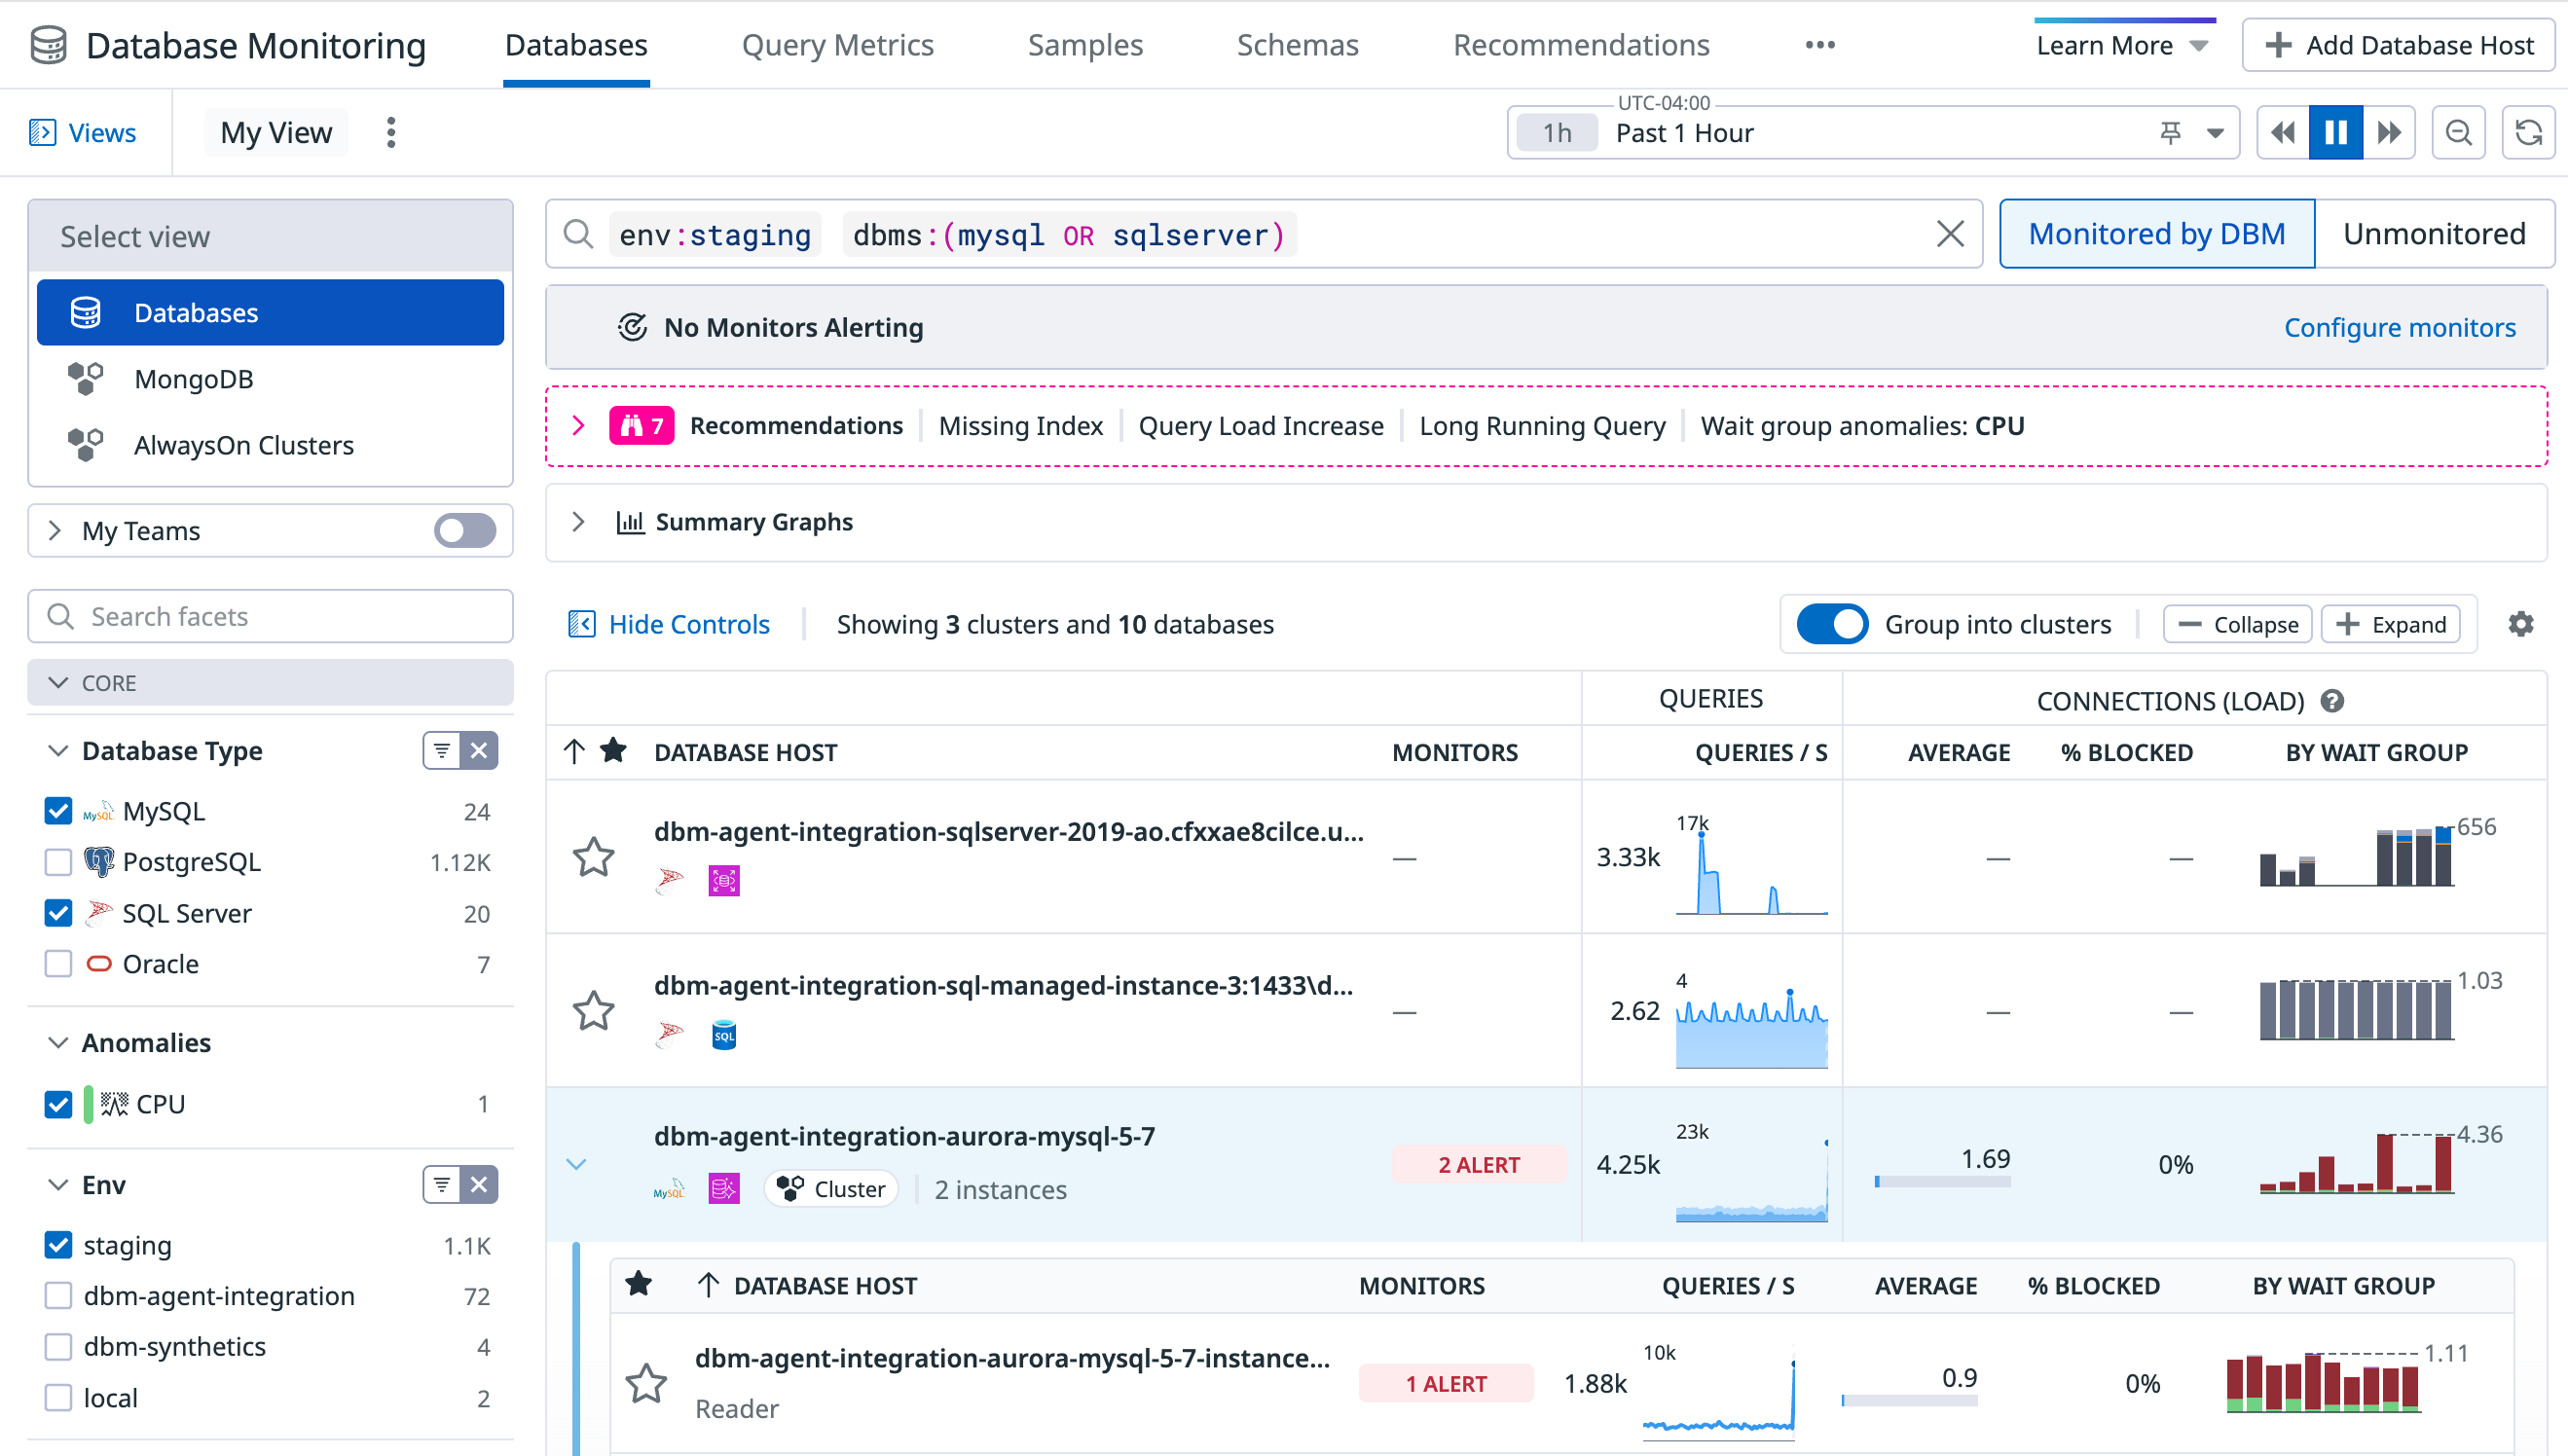 Database Monitoring
Databases
Query Metrics
Samples
Schemas
Recommendations
Learn More
Add Database Host
Views
My View
UTC-04:00
1h Past 1 Hour
Select view
Databases
MongoDB
AlwaysOn Clusters
My Teams
Search facets
CORE
Database Type
MySQL 24
PostgreSQL 1.12K
SQL Server 20
Oracle 7
Anomalies
CPU 1
Env
staging 1.1K
dbm-agent-integration 72
dbm-synthetics 4
local 2
env:staging dbms:(mysql OR sqlserver)
Monitored by DBM
Unmonitored
No Monitors Alerting
Configure monitors
7 Recommendations Missing Index Query Load Increase Long Running Query Wait group anomalies: CPU
Summary Graphs
Hide Controls
Showing 3 clusters and 10 databases
Group into clusters
Collapse
Expand
QUERIES CONNECTIONS (LOAD)
DATABASE HOST MONITORS QUERIES / S AVERAGE % BLOCKED BY WAIT GROUP
dbm-agent-integration-sqlserver-2019-ao.cfxxae8cilce.u...
— 3.33k 17k — — 656
dbm-agent-integration-sql-managed-instance-3:1433\d...
SQL
— 2.62 4 — — 1.03
dbm-agent-integration-aurora-mysql-5-7
MySQL Cluster 2 instances
2 ALERT 4.25k 23k 1.69 0% 4.36
DATABASE HOST MONITORS QUERIES / S AVERAGE % BLOCKED BY WAIT GROUP
dbm-agent-integration-aurora-mysql-5-7-instance...
Reader
1 ALERT 1.88k 10k 0.9 0% 1.11